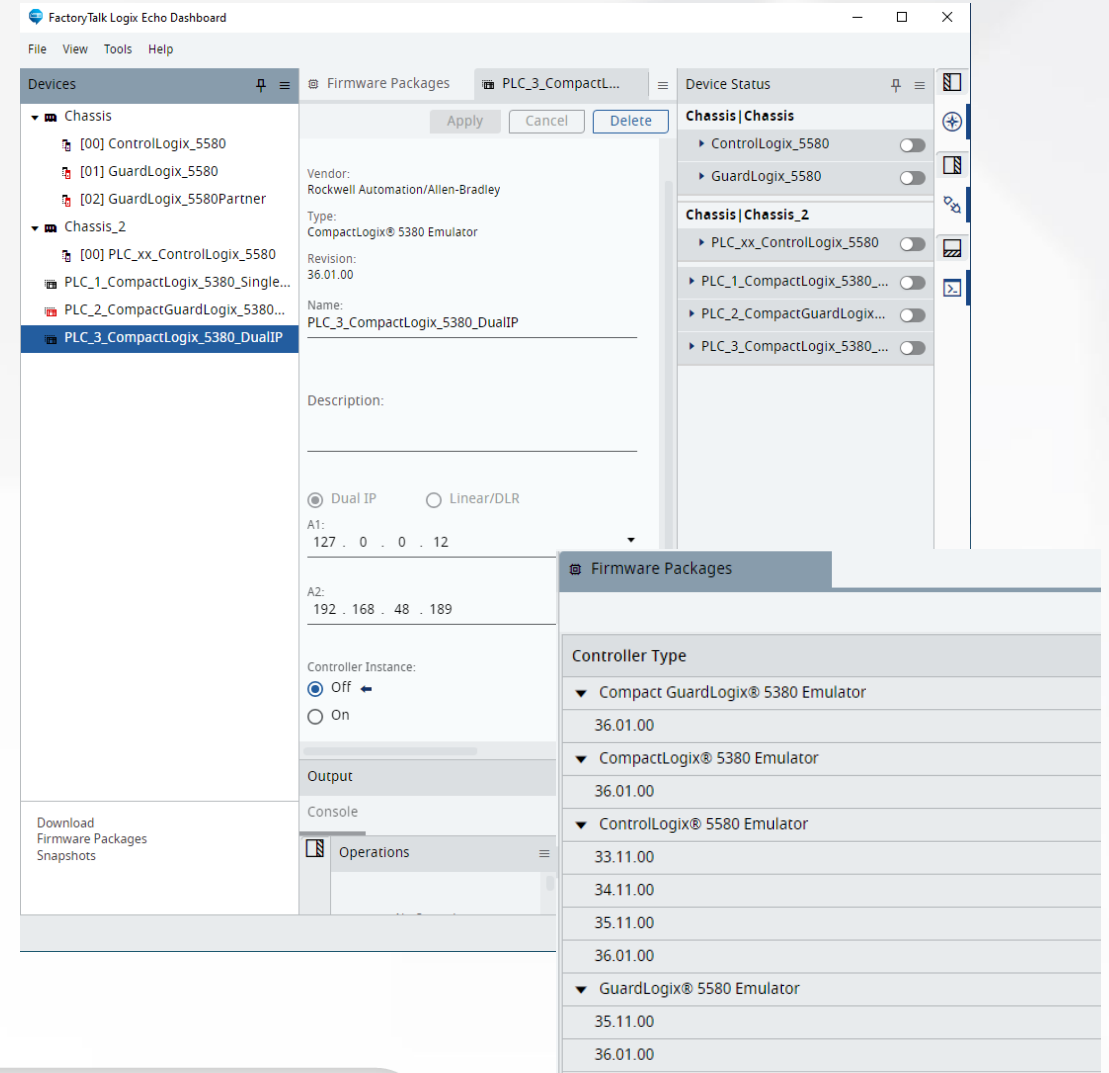 FactoryTalk Logix Echo Dashboard
File View Tools Help
Devices
Chassis
[00] ControlLogix_5580
[01] GuardLogix_5580
[02] GuardLogix_5580Partner
Chassis_2
[00] PLC_xx_ControlLogix_5580
PLC_1_CompactLogix_5380_Single...
PLC_2_CompactGuardLogix_5380...
PLC_3_CompactLogix_5380_DualIP
Download
Firmware Packages
Snapshots
Firmware Packages
PLC_3_CompactL...
Apply Cancel Delete
Vendor:
Rockwell Automation/Allen-Bradley
Type:
CompactLogix® 5380 Emulator
Revision:
36.01.00
Name:
PLC_3_CompactLogix_5380_DualIP
Description:
Dual IP Linear/DLR
A1:
127 . 0 . 0 . 12
A2:
192 . 168 . 48 . 189
Controller Instance:
Off
On
Output
Console
Operations
Device Status
Chassis|Chassis
ControlLogix_5580
GuardLogix_5580
Chassis|Chassis_2
PLC_xx_ControlLogix_5580
PLC_1_CompactLogix_5380_...
PLC_2_CompactGuardLogix...
PLC_3_CompactLogix_5380_...
Firmware Packages
Controller Type
Compact GuardLogix® 5380 Emulator
36.01.00
CompactLogix® 5380 Emulator
36.01.00
ControlLogix® 5580 Emulator
33.11.00
34.11.00
35.11.00
36.01.00
GuardLogix® 5580 Emulator
35.11.00
36.01.00